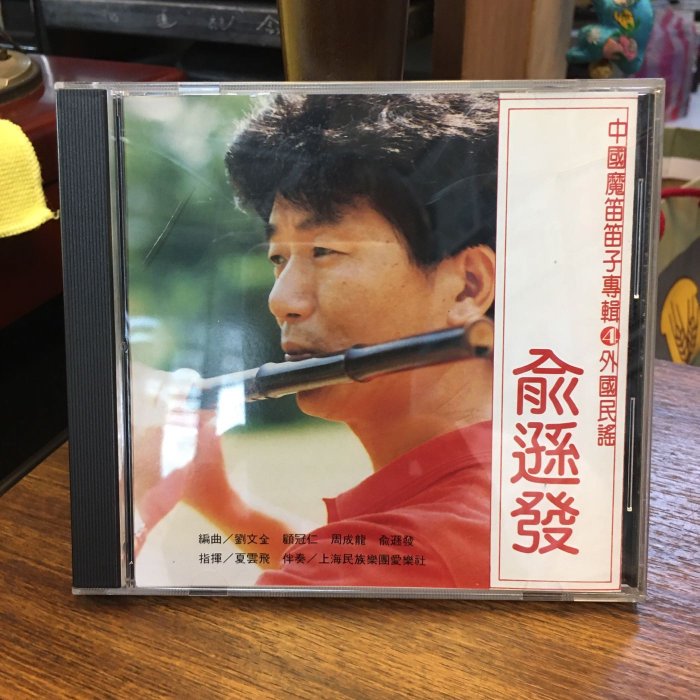 中國魔笛笛子專輯4外國民謠
俞遜發
編曲／劉文金 顧冠仁 周成龍 俞遜發
指揮／夏雲飛 伴奏／上海民族樂團愛樂社